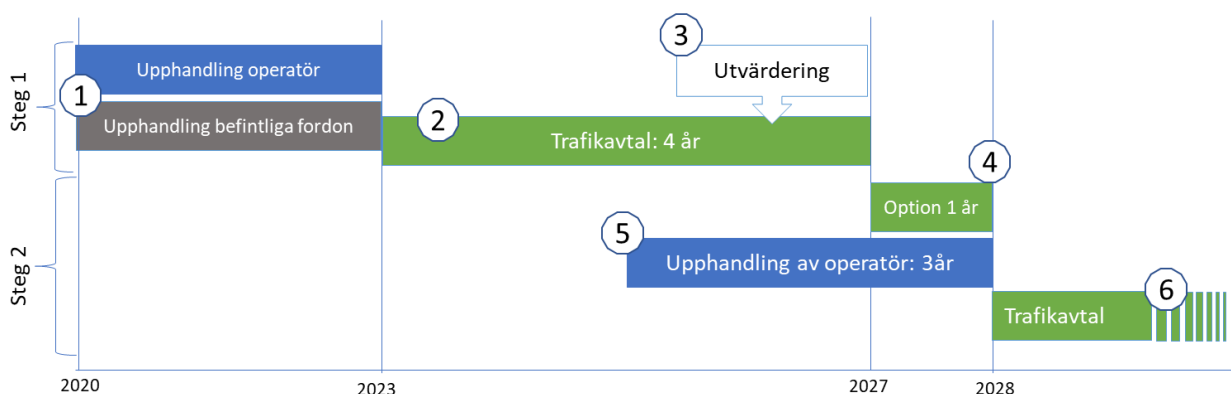 Steg 1
1
Upphandling operatör
Upphandling befintliga fordon
2
Trafikavtal: 4 år
3
Utvärdering
Steg 2
4
Option 1 år
5
Upphandling av operatör: 3år
6
Trafikavtal
2020
2023
2027
2028